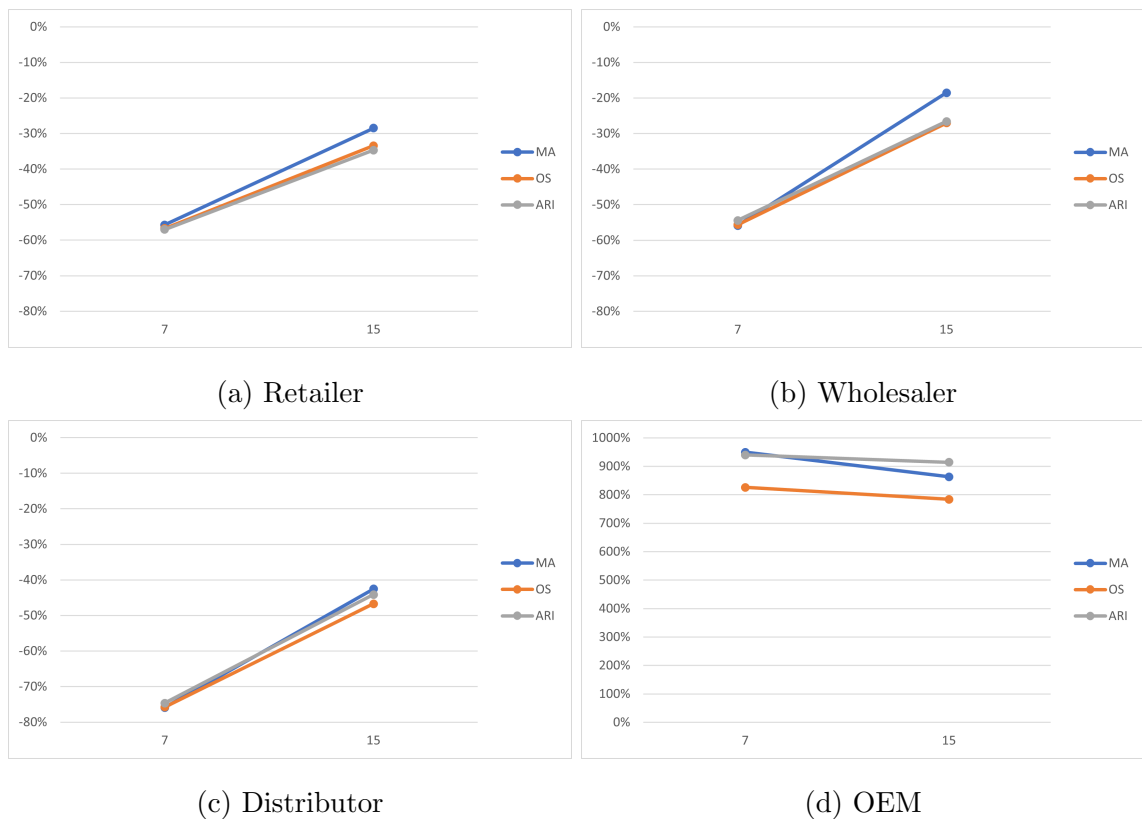 0%
-10%
-20%
-30%
-40%
-50%
-60%
-70%
-80%
7 15
MA
OS
ARI
(a) Retailer
0%
-10%
-20%
-30%
-40%
-50%
-60%
-70%
-80%
7 15
MA
OS
ARI
(b) Wholesaler
0%
-10%
-20%
-30%
-40%
-50%
-60%
-70%
-80%
7 15
MA
OS
ARI
(c) Distributor
1000%
900%
800%
700%
600%
500%
400%
300%
200%
100%
0%
7 15
MA
OS
ARI
(d) OEM